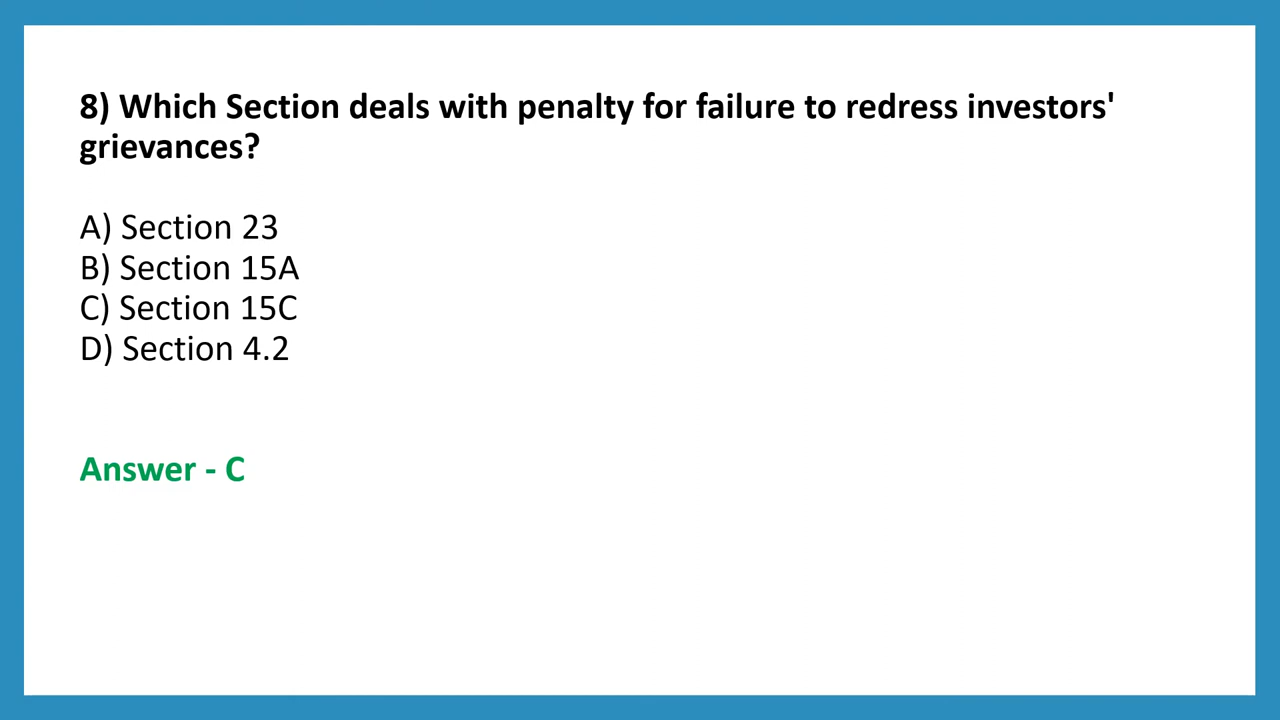 8) Which Section deals with penalty for failure to redress investors'
grievances?
A) Section 23
B) Section 15A
C) Section 15C
D) Section 4.2
Answer - C